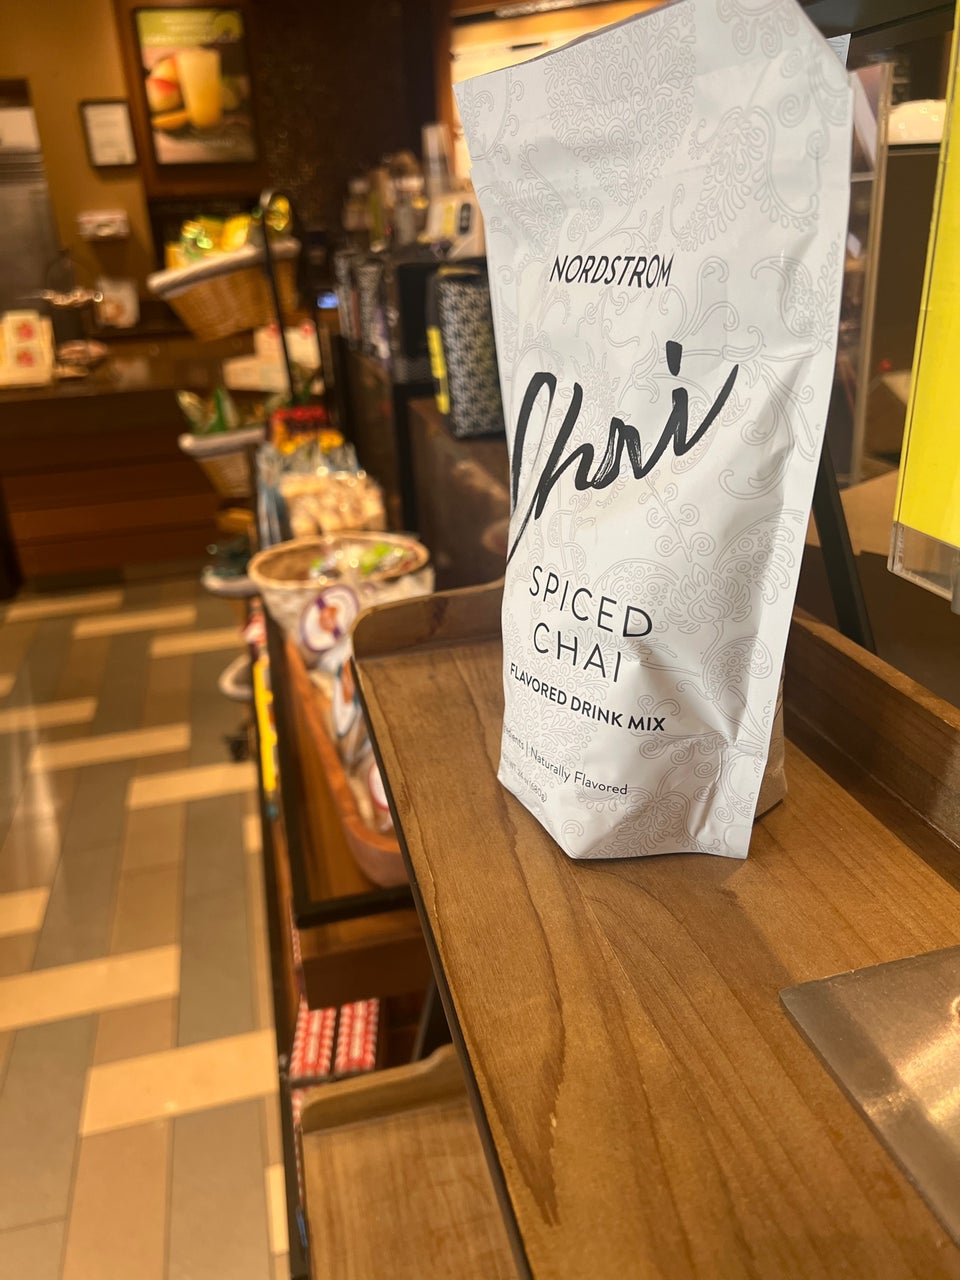 NORDSTROM
Chai
SPICED
CHAI
FLAVORED DRINK MIX
| Naturally Flavored